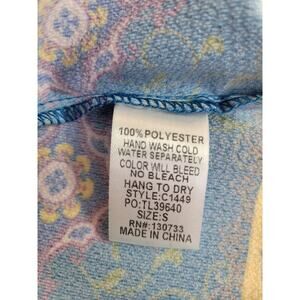 100% POLYESTER
HAND WASH COLD
WATER SEPARATELY
COLOR WILL BLEED
NO BLEACH
HANG TO DRY
STYLE:C1449
PO:TL39640
SIZE:S
RN#:130733
MADE IN CHINA